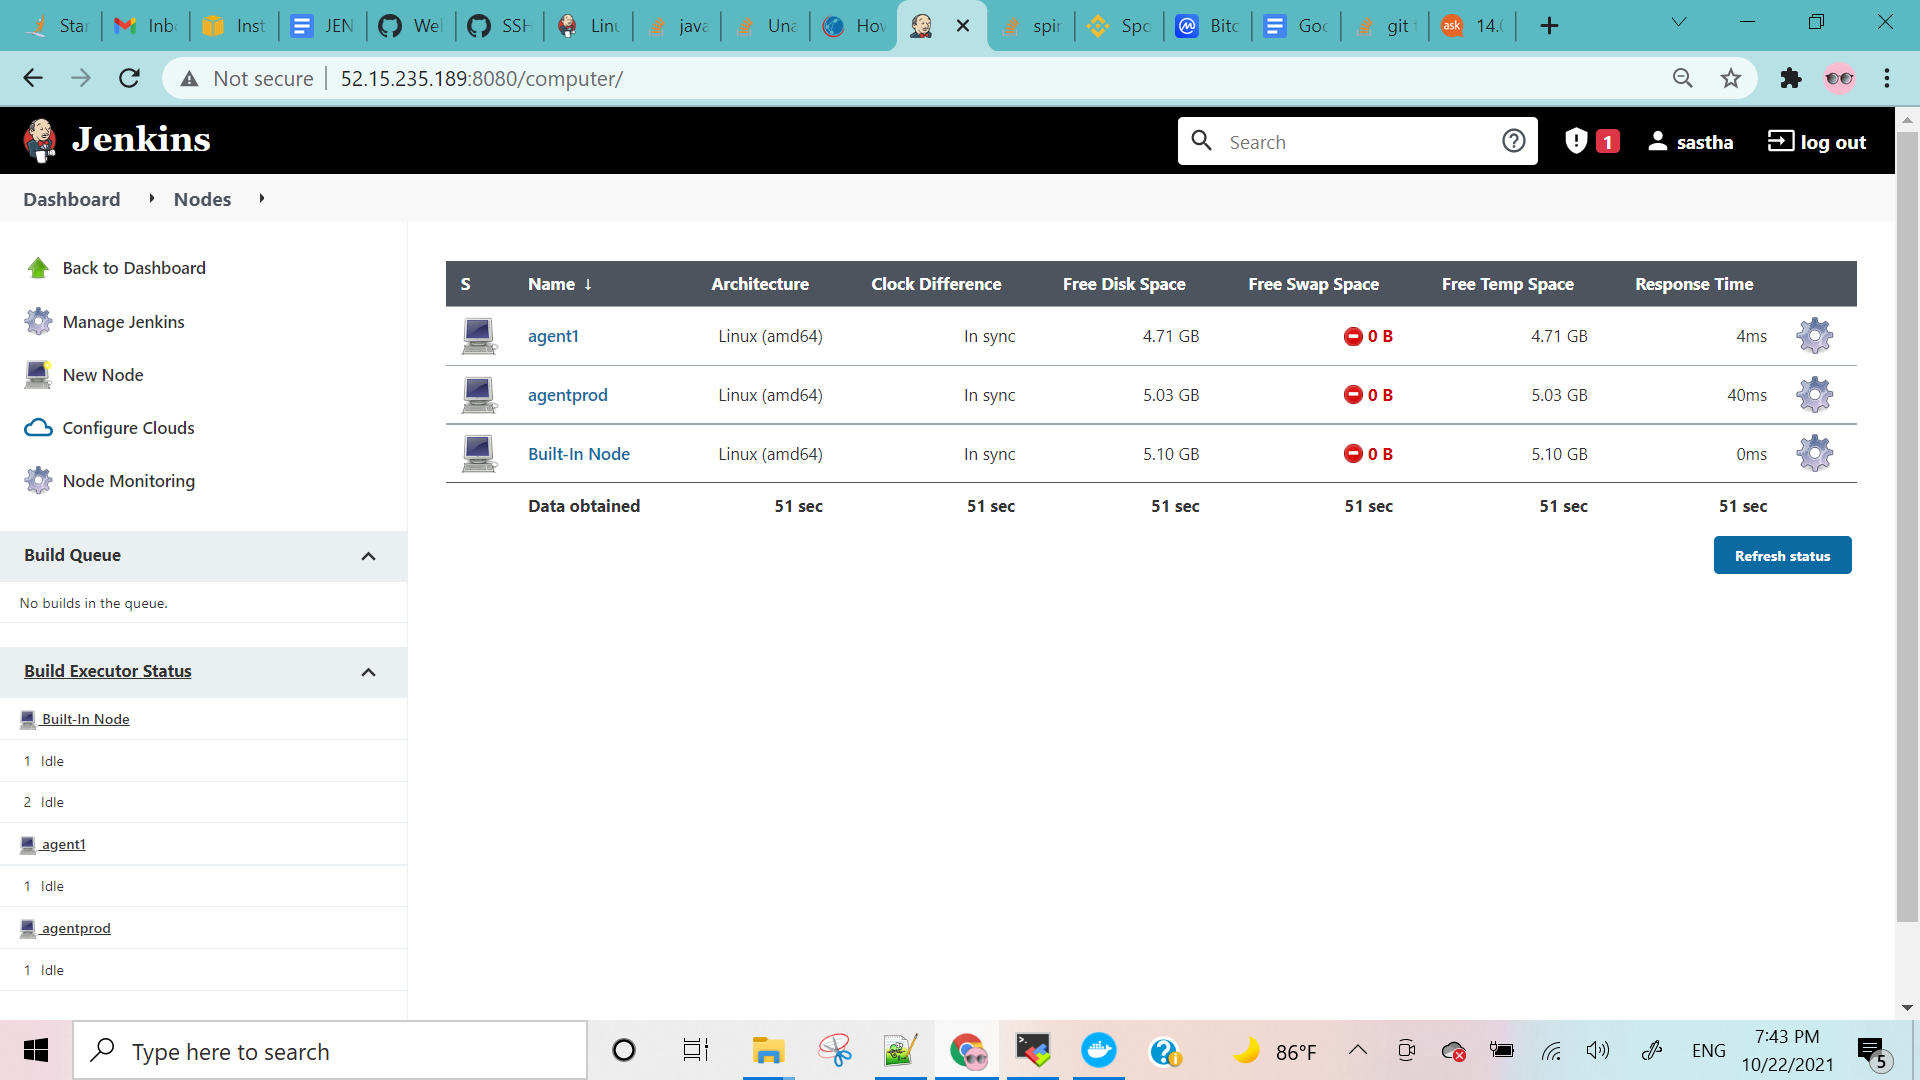 Star
Inbo
Inst
JEN
Wel
SSH
Linu
java
Una
How
spri
Spo
Bitc
Goo
git
14.
Not secure
52.15.235.189:8080/computer/
Jenkins
Search
1
sastha
log out
Dashboard
Nodes
Back to Dashboard
Manage Jenkins
New Node
Configure Clouds
Node Monitoring
Build Queue
No builds in the queue.
Build Executor Status
Built-In Node
1 Idle
2 Idle
agent1
1 Idle
agentprod
1 Idle
S Name ↓ Architecture Clock Difference Free Disk Space Free Swap Space Free Temp Space Response Time
agent1 Linux (amd64) In sync 4.71 GB 0 B 4.71 GB 4ms
agentprod Linux (amd64) In sync 5.03 GB 0 B 5.03 GB 40ms
Built-In Node Linux (amd64) In sync 5.10 GB 0 B 5.10 GB 0ms
Data obtained 51 sec 51 sec 51 sec 51 sec 51 sec 51 sec
Refresh status
Type here to search
86°F
ENG
7:43 PM
10/22/2021
5